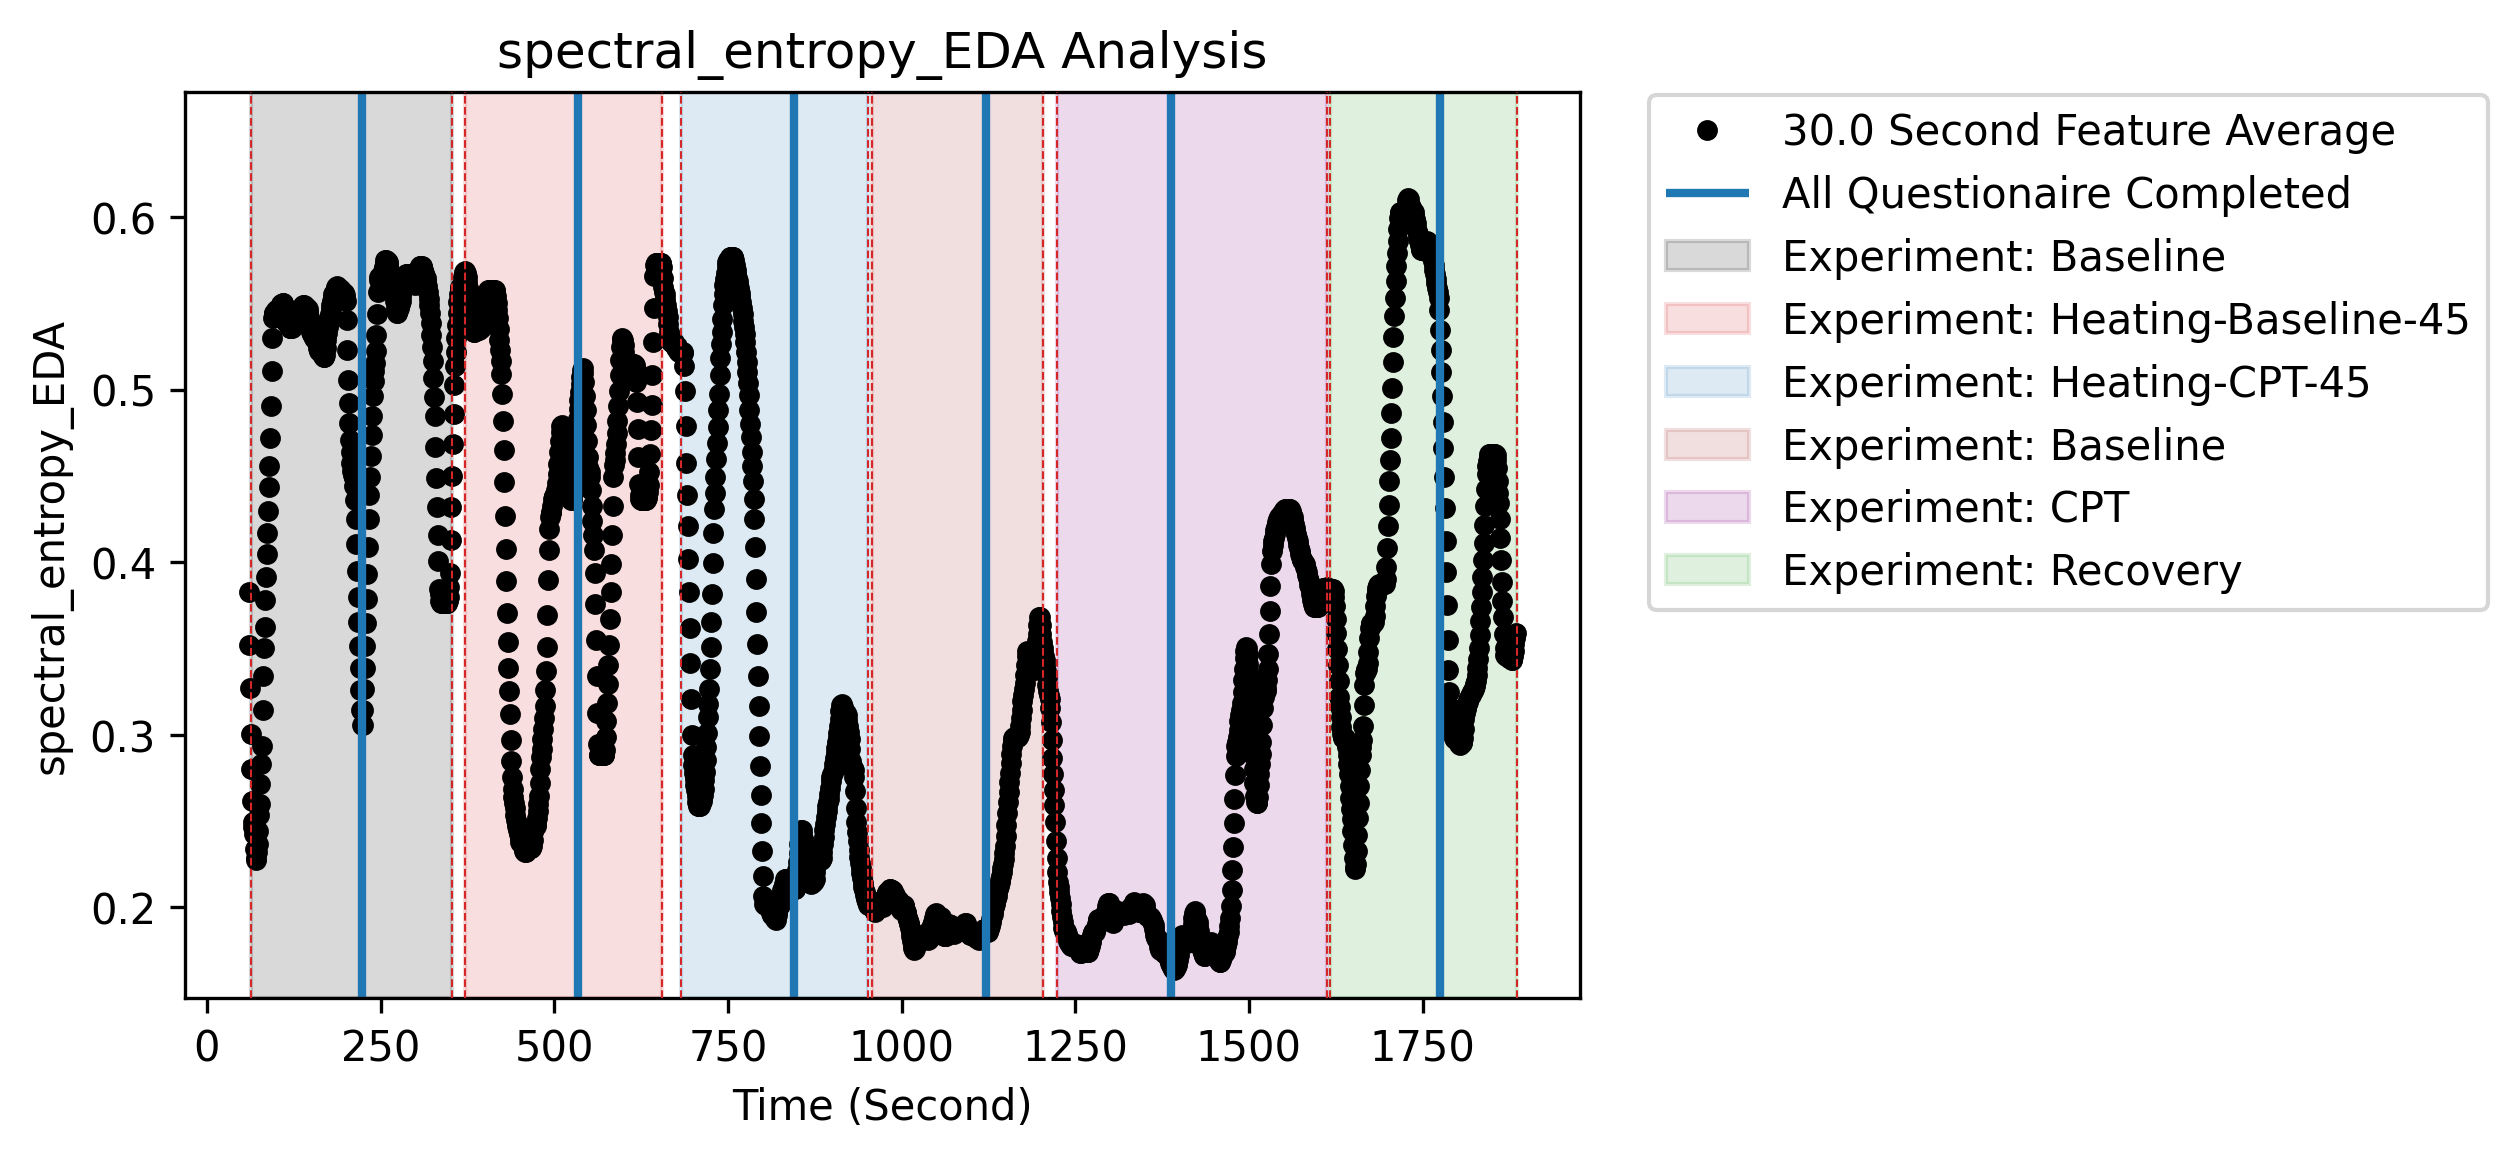 spectral_entropy_EDA Analysis
spectral_entropy_EDA
0.6
0.5
0.4
0.3
0.2
0 250 500 750 1000 1250 1500 1750
Time (Second)
30.0 Second Feature Average
All Questionaire Completed
Experiment: Baseline
Experiment: Heating-Baseline-45
Experiment: Heating-CPT-45
Experiment: Baseline
Experiment: CPT
Experiment: Recovery